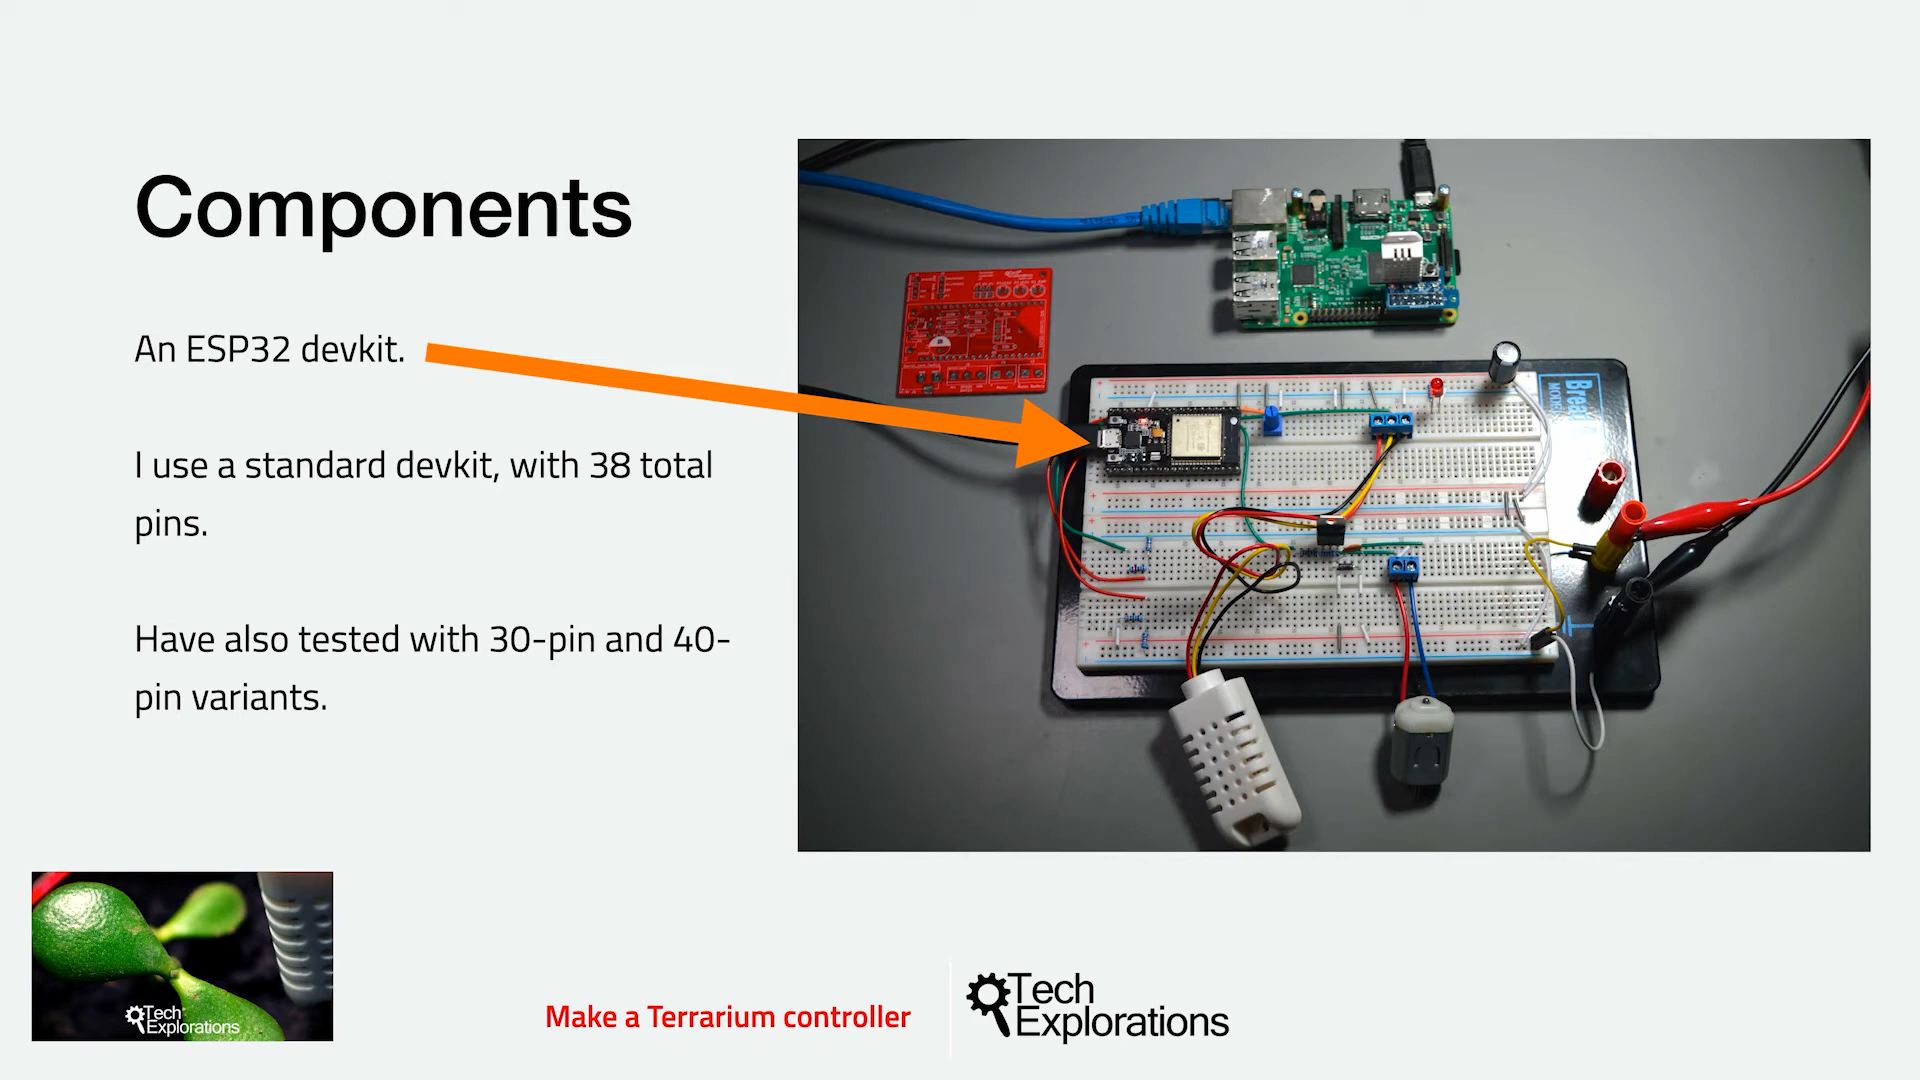 Components
An ESP32 devkit.
I use a standard devkit, with 38 total
pins.
Have also tested with 30-pin and 40-
pin variants.
Tech
Explorations
Make a Terrarium controller
Tech
Explorations